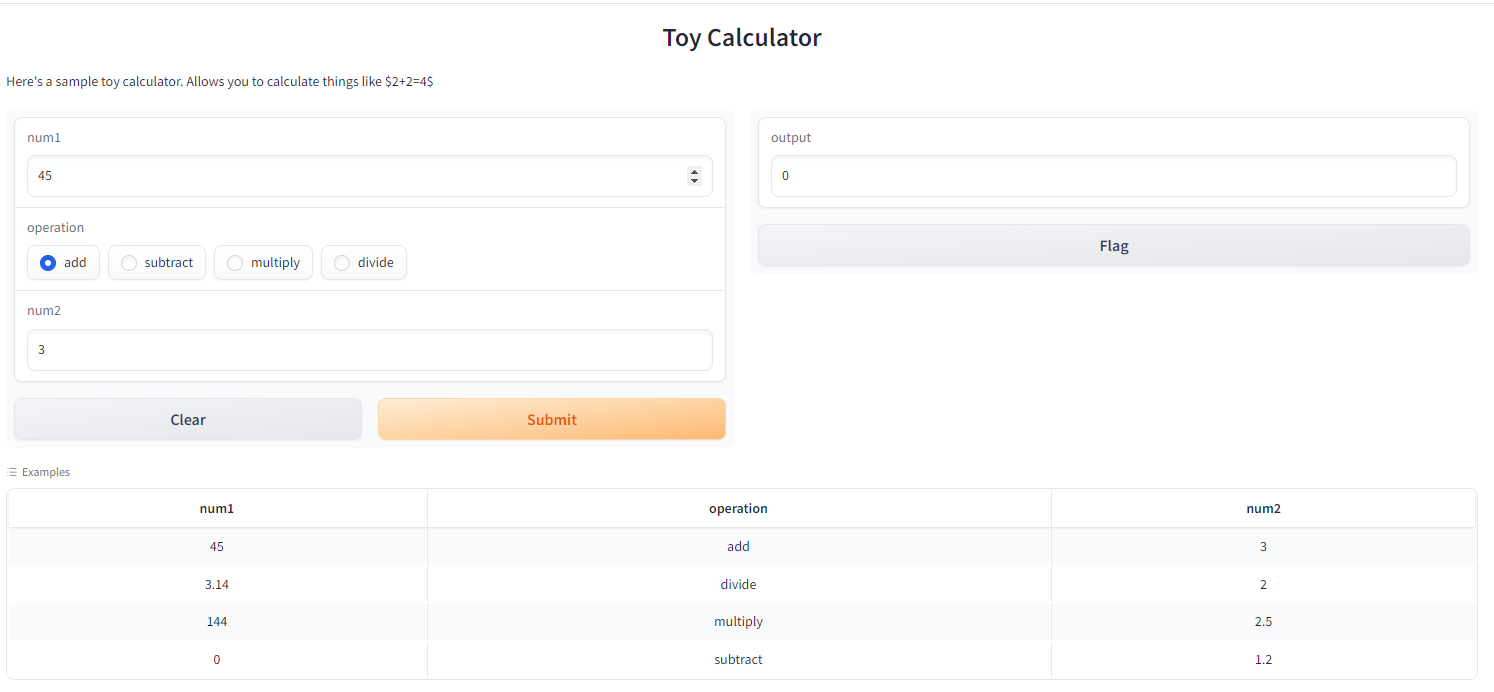 Toy Calculator
Here's a sample toy calculator. Allows you to calculate things like $2+2=4$
num1
45
operation
add subtract multiply divide
num2
3
Clear Submit
output
0
Flag
Examples
num1 operation num2
45 add 3
3.14 divide 2
144 multiply 2.5
0 subtract 1.2